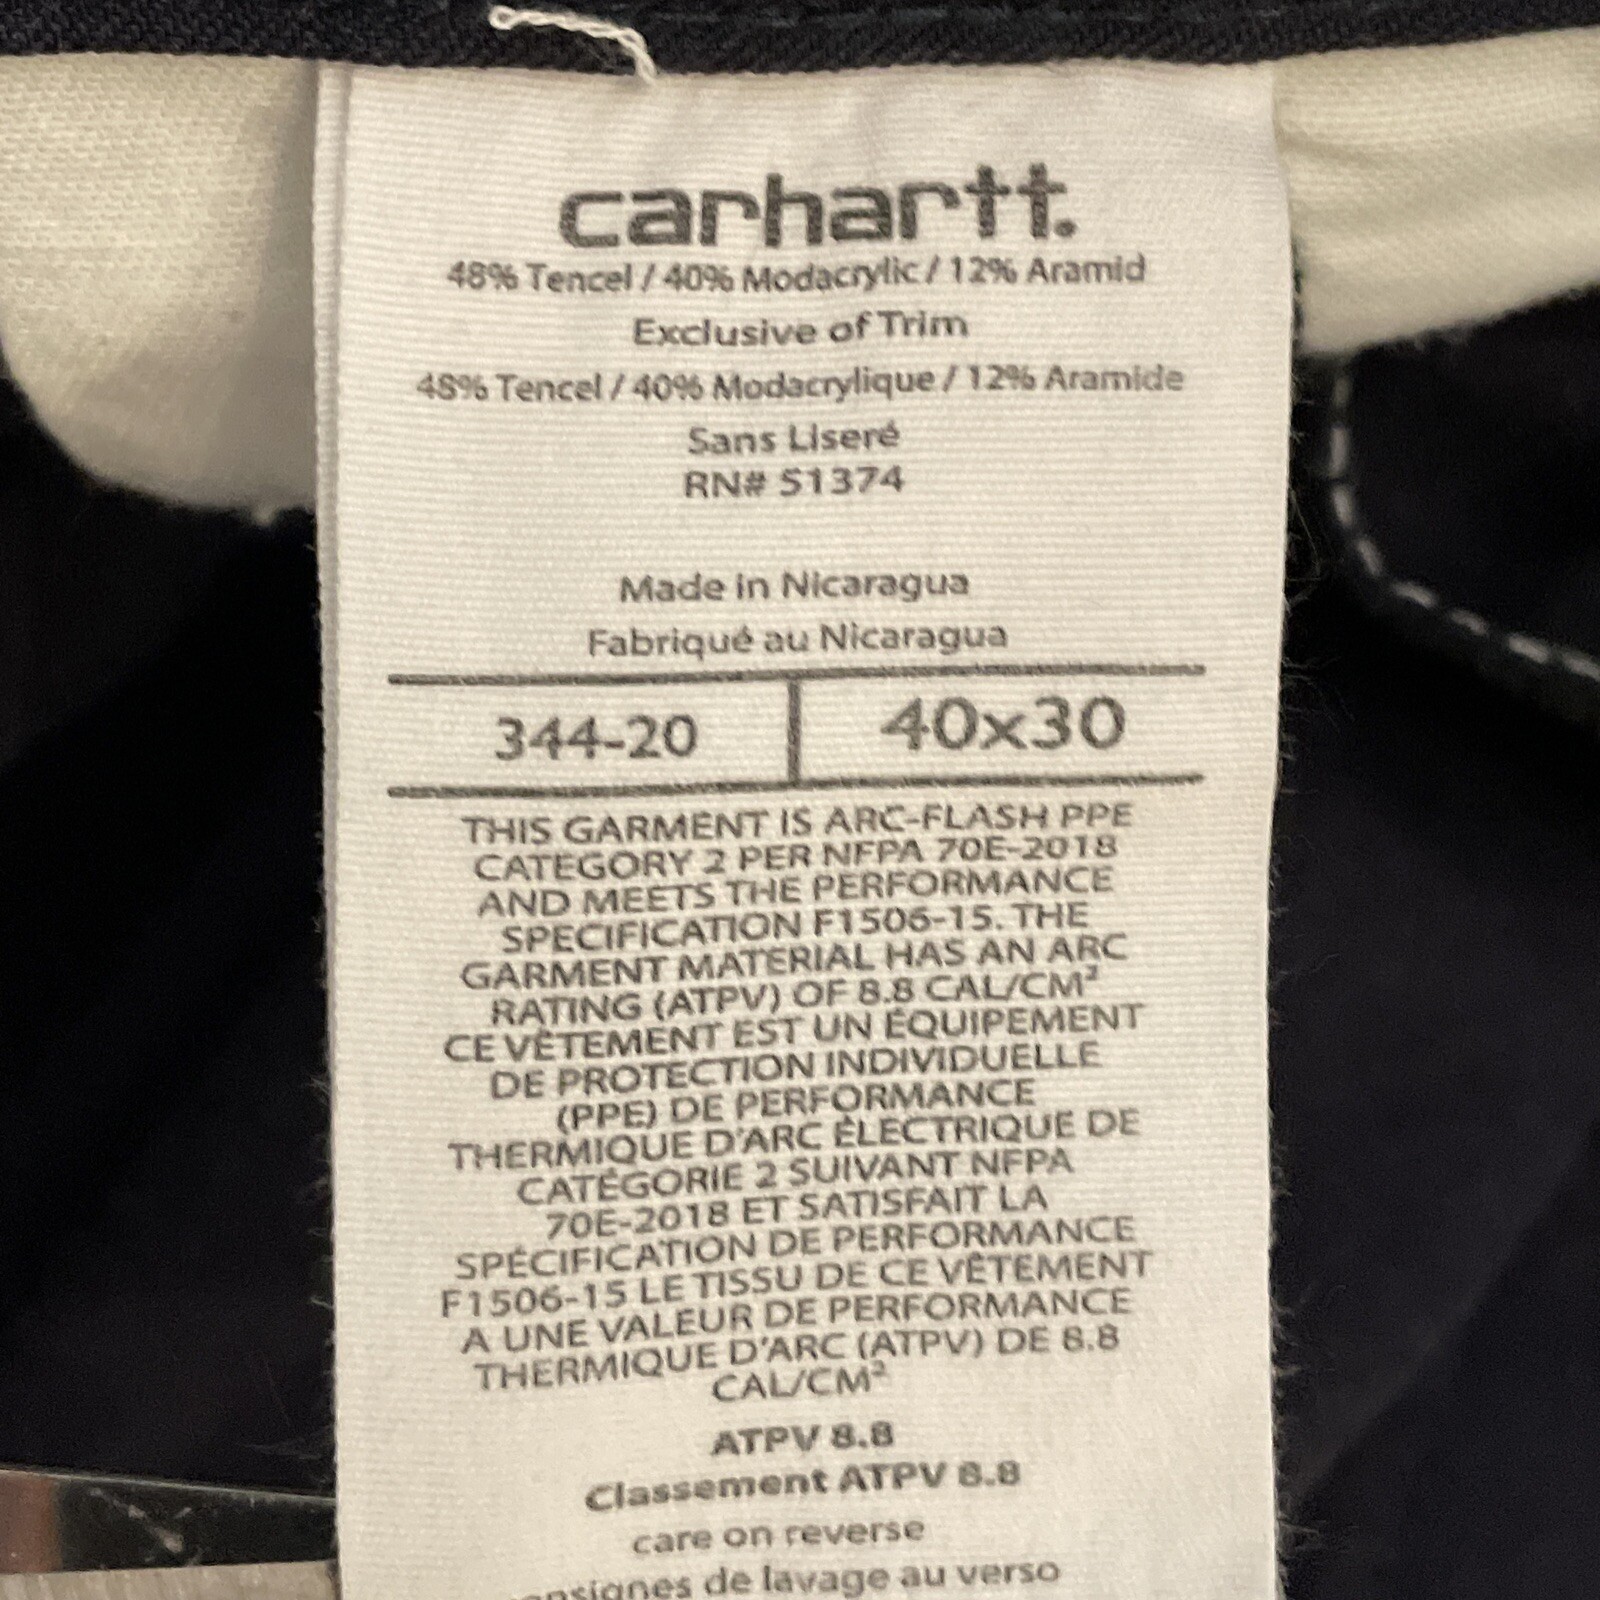 carhartt.
48% Tencel / 40% Modacrylic / 12% Aramid
Exclusive of Trim
48% Tencel / 40% Modacrylique / 12% Aramide
Sans Liseré
RN# 51374
Made in Nicaragua
Fabriqué au Nicaragua
344-20 40x30
THIS GARMENT IS ARC-FLASH PPE
CATEGORY 2 PER NFPA 70E-2018
AND MEETS THE PERFORMANCE
SPECIFICATION F1506-15. THE
GARMENT MATERIAL HAS AN ARC
RATING (ATPV) OF 8.8 CAL/CM²
CE VÊTEMENT EST UN ÉQUIPEMENT
DE PROTECTION INDIVIDUELLE
(PPE) DE PERFORMANCE
THERMIQUE D'ARC ÉLECTRIQUE DE
CATÉGORIE 2 SUIVANT NFPA
70E-2018 ET SATISFAIT LA
SPÉCIFICATION DE PERFORMANCE
F1506-15 LE TISSU DE CE VÊTEMENT
A UNE VALEUR DE PERFORMANCE
THERMIQUE D'ARC (ATPV) DE 8.8
CAL/CM²
ATPV 8.8
Classement ATPV 8.8
care on reverse
de lavage au verso